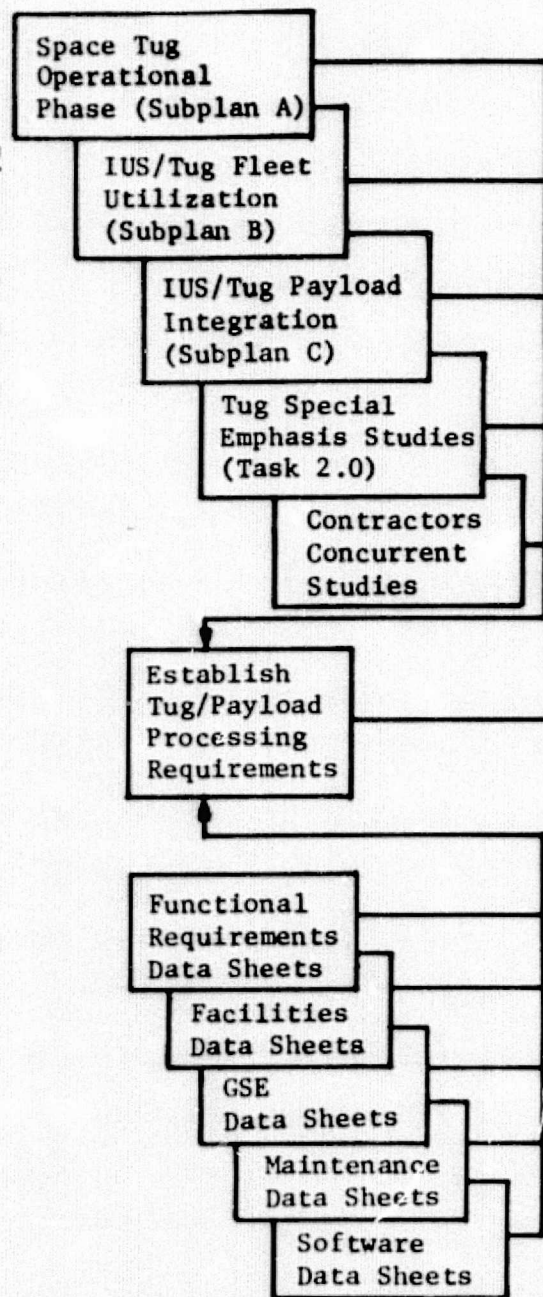 Space Tug
Operational
Phase (Subplan A)
IUS/Tug Fleet
Utilization
(Subplan B)
IUS/Tug Payload
Integration
(Subplan C)
Tug Special
Emphasis Studies
(Task 2.0)
Contractors
Concurrent
Studies
Establish
Tug/Payload
Processing
Requirements
Functional
Requirements
Data Sheets
Facilities
Data Sheets
GSE
Data Sheets
Maintenance
Data Sheets
Software
Data Sheets